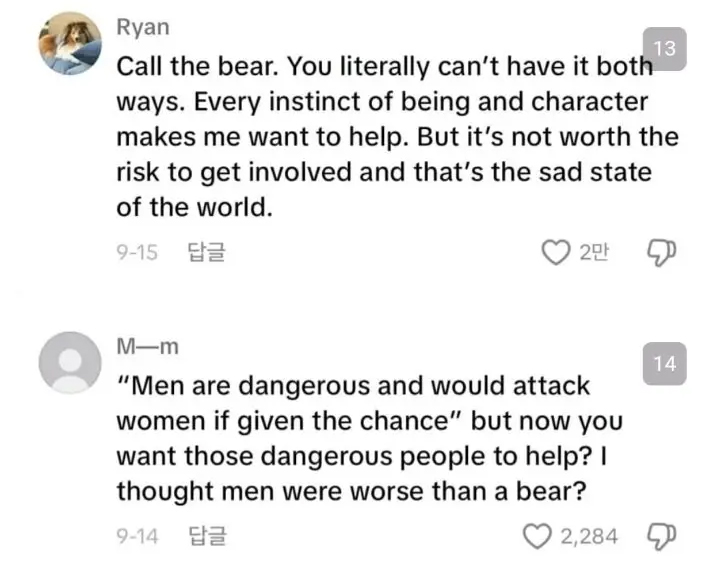 Ryan
13
Call the bear. You literally can't have it both
ways. Every instinct of being and character
makes me want to help. But it's not worth the
risk to get involved and that's the sad state
of the world.
9-15 답글 2만
M—m
14
"Men are dangerous and would attack
women if given the chance" but now you
want those dangerous people to help? I
thought men were worse than a bear?
9-14 답글 2,284